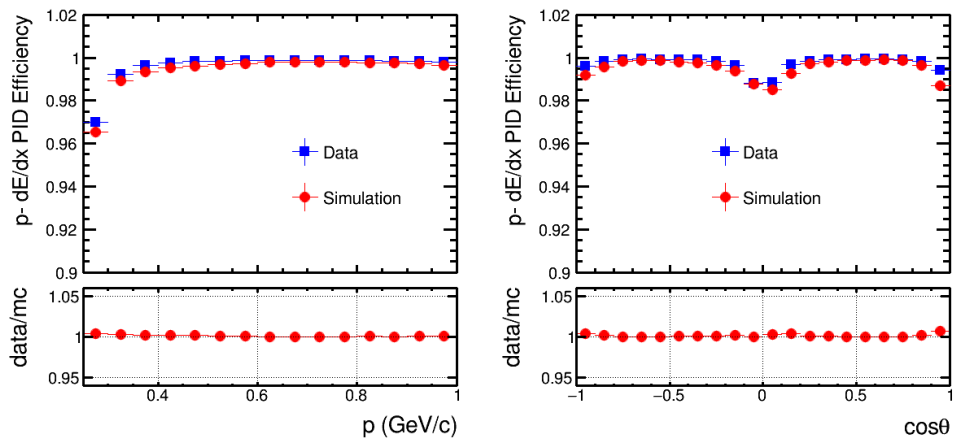 p- dE/dx PID Efficiency
1.02
1
0.98
0.96
0.94
0.92
0.9
Data
Simulation
data/mc
1.05
1
0.95
0.4
0.6
0.8
1
p (GeV/c)
p- dE/dx PID Efficiency
1.02
1
0.98
0.96
0.94
0.92
0.9
Data
Simulation
data/mc
1.05
1
0.95
−1
−0.5
0
0.5
1
cosθ